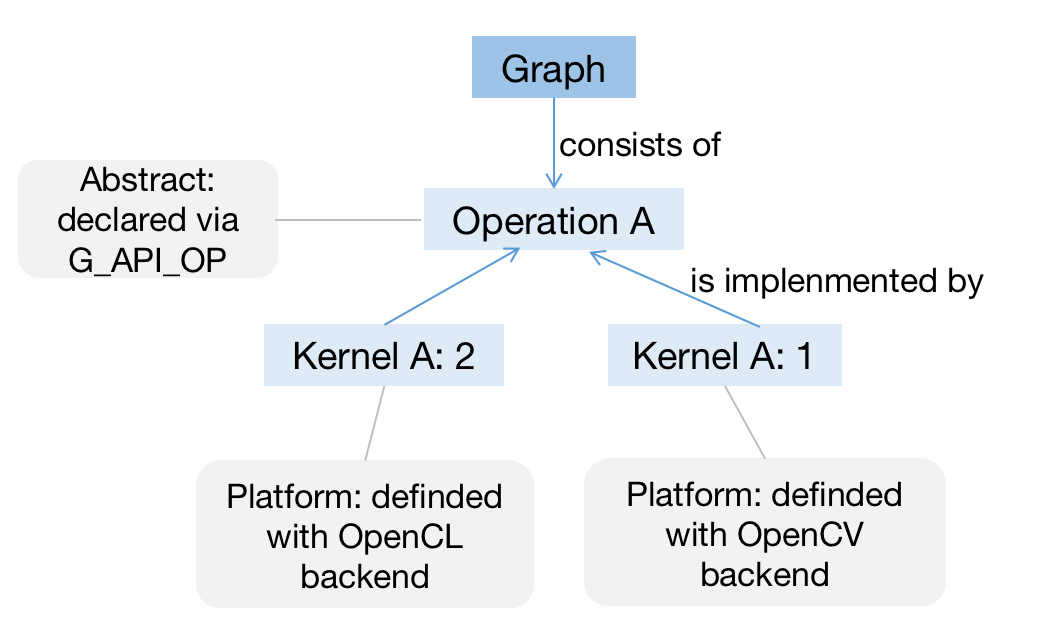 Graph
consists of
Abstract:
declared via
G_API_OP
Operation A
is implenmented by
Kernel A: 2
Kernel A: 1
Platform: definded
with OpenCL
backend
Platform: definded
with OpenCV
backend